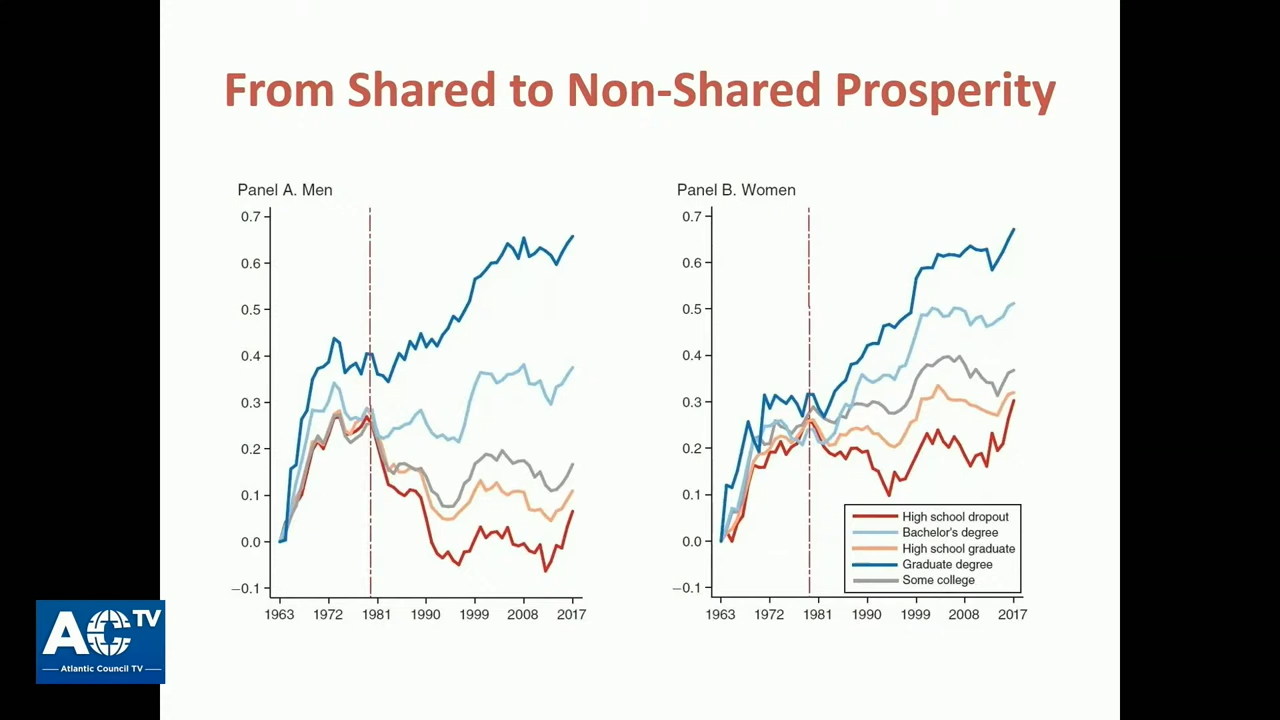 From Shared to Non-Shared Prosperity
Panel A. Men
0.7
0.6
0.5
0.4
0.3
0.2
0.1
0.0
−0.1
1963 1972 1981 1990 1999 2008 2017
Panel B. Women
0.7
0.6
0.5
0.4
0.3
0.2
0.1
0.0
−0.1
1963 1972 1981 1990 1999 2008 2017
High school dropout
Bachelor's degree
High school graduate
Graduate degree
Some college
AC TV
Atlantic Council TV